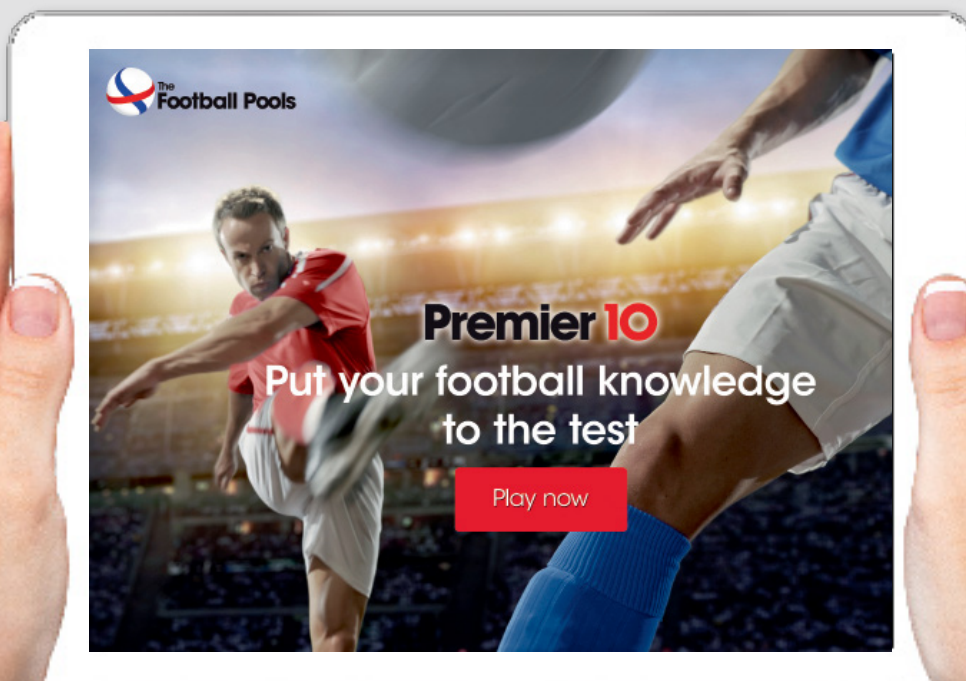 The
Football Pools
Premier 10
Put your football knowledge
to the test
Play now